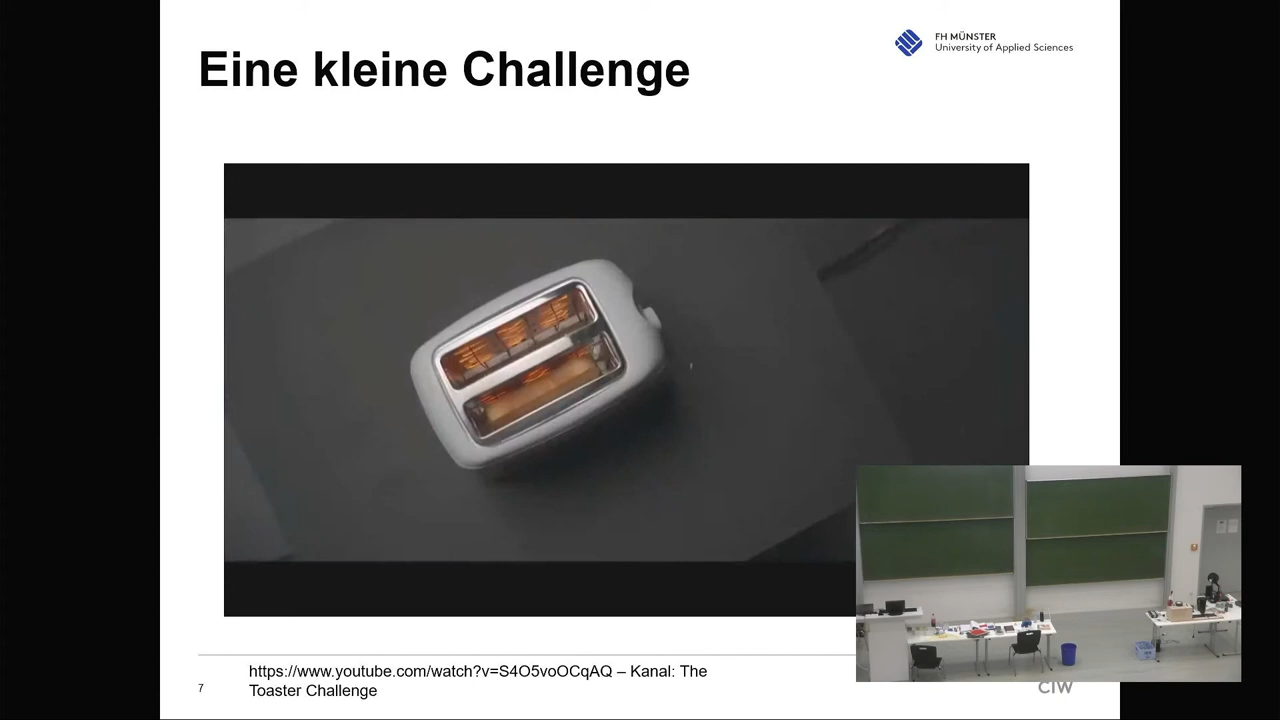 Eine kleine Challenge
FH MÜNSTER
University of Applied Sciences
https://www.youtube.com/watch?v=S4O5voOCqAQ – Kanal: The
Toaster Challenge
7
CIW